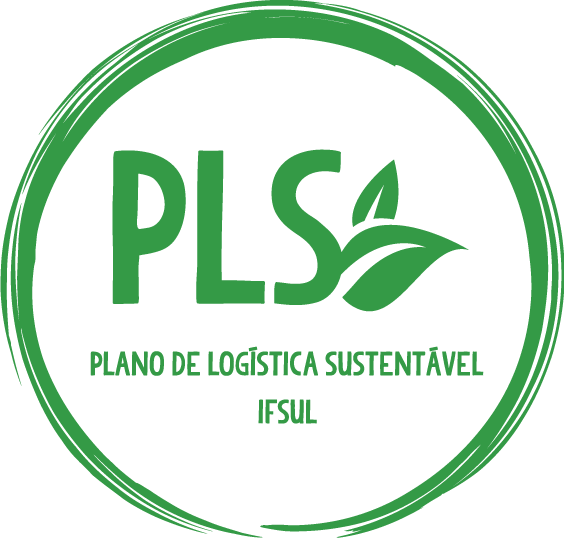 PLS
PLANO DE LOGÍSTICA SUSTENTÁVEL
IFSUL